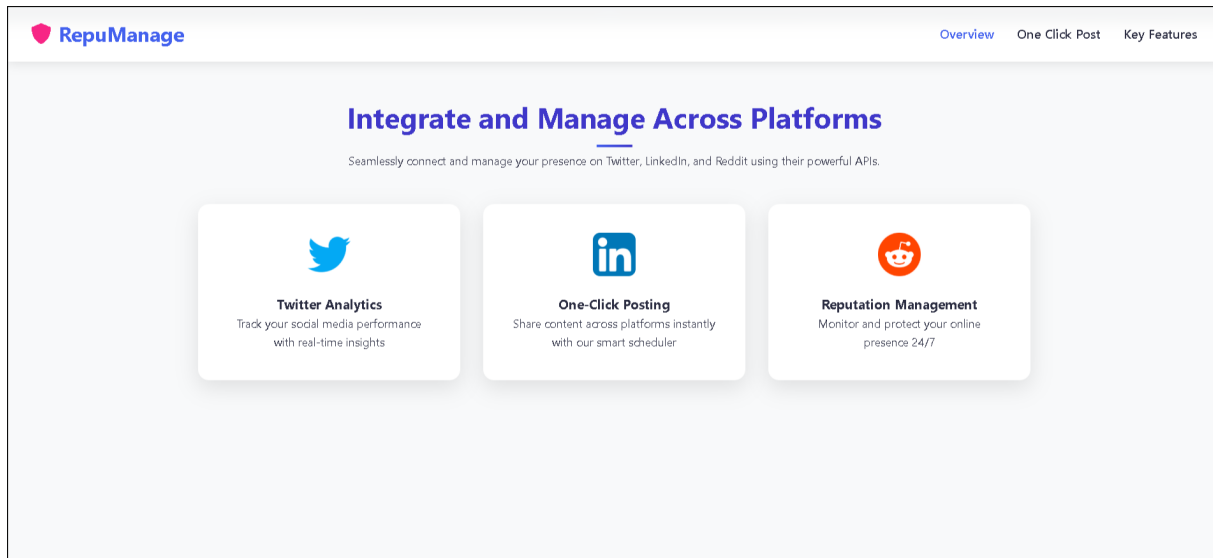 RepuManage
Overview One Click Post Key Features
Integrate and Manage Across Platforms
Seamlessly connect and manage your presence on Twitter, LinkedIn, and Reddit using their powerful APIs.
in
Twitter Analytics
Track your social media performance
with real-time insights
One-Click Posting
Share content across platforms instantly
with our smart scheduler
Reputation Management
Monitor and protect your online
presence 24/7